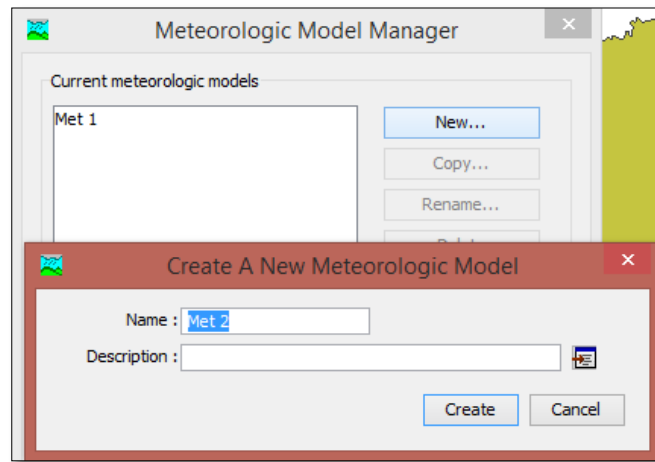 Meteorologic Model Manager
Current meteorologic models
Met 1
New...
Copy...
Rename...
Create A New Meteorologic Model
Name : Met 2
Description :
Create Cancel